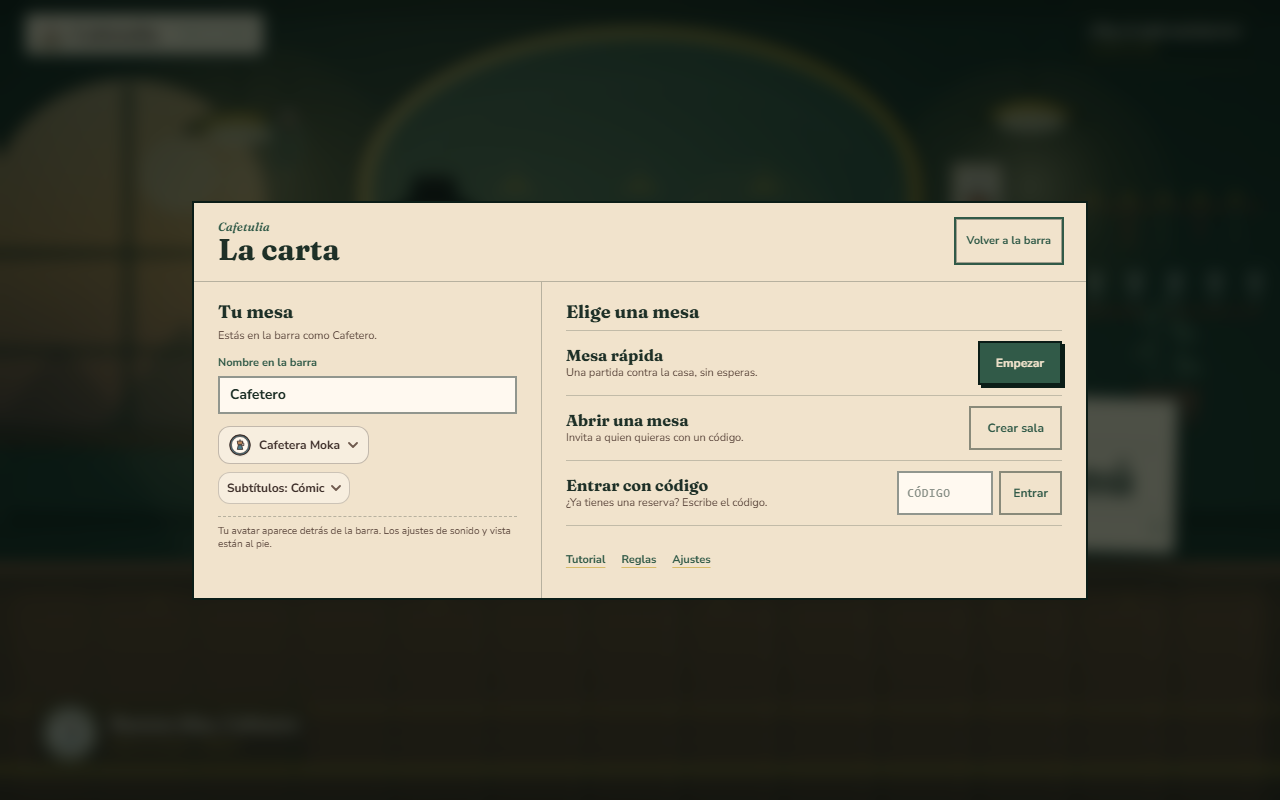 Cafetulia
La carta
Volver a la barra
Tu mesa
Estás en la barra como Cafetero.
Nombre en la barra
Cafetero
Cafetera Moka
Subtítulos: Cómic
Tu avatar aparece detrás de la barra. Los ajustes de sonido y vista
están al pie.
Elige una mesa
Mesa rápida
Una partida contra la casa, sin esperas.
Empezar
Abrir una mesa
Invita a quien quieras con un código.
Crear sala
Entrar con código
¿Ya tienes una reserva? Escribe el código.
CÓDIGO
Entrar
Tutorial Reglas Ajustes